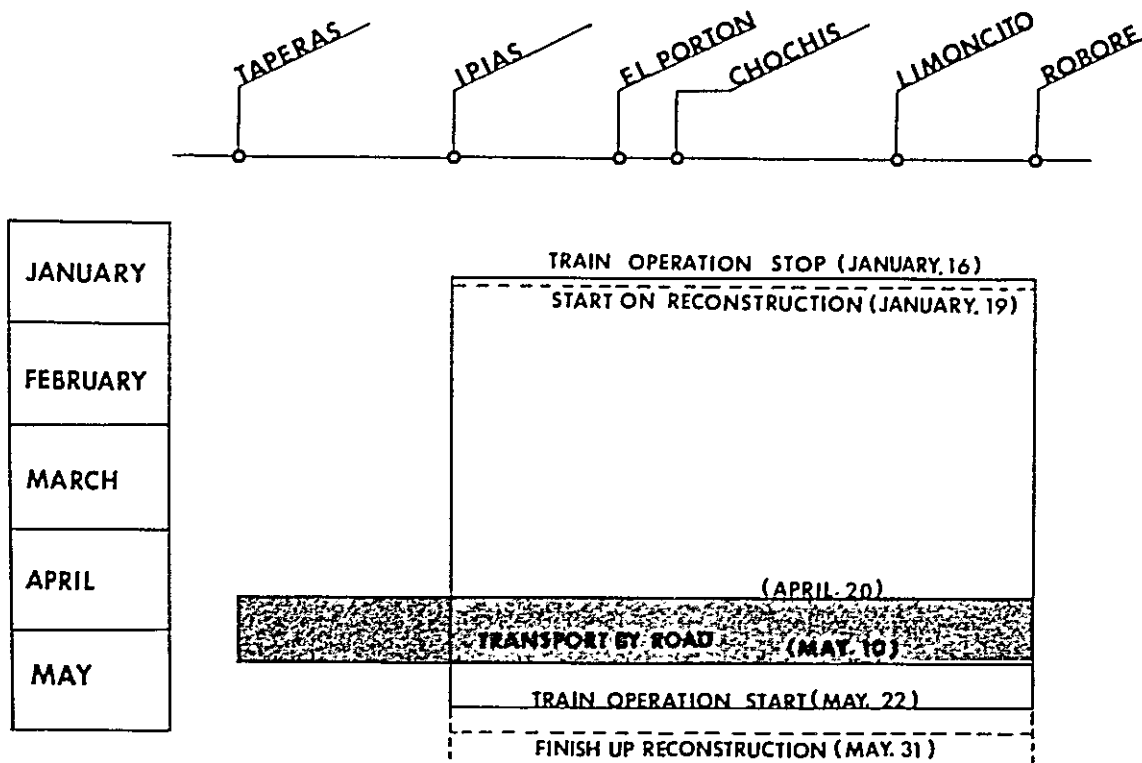 TAPERAS
IPIAS
EL PORTON
CHOCHIS
LIMONCITO
ROBORE
JANUARY
FEBRUARY
MARCH
APRIL
MAY
TRAIN OPERATION STOP (JANUARY. 16)
START ON RECONSTRUCTION (JANUARY. 19)
(APRIL. 20)
TRANSPORT BY ROAD (MAY. 10)
TRAIN OPERATION START (MAY. 22)
FINISH UP RECONSTRUCTION (MAY. 31)